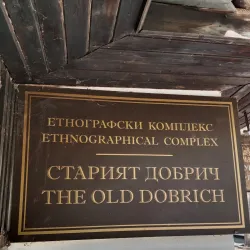 ЕТНОГРАФСКИ КОМПЛЕКС
ETHNOGRAPHICAL COMPLEX
СТАРИЯТ ДОБРИЧ
THE OLD DOBRICH